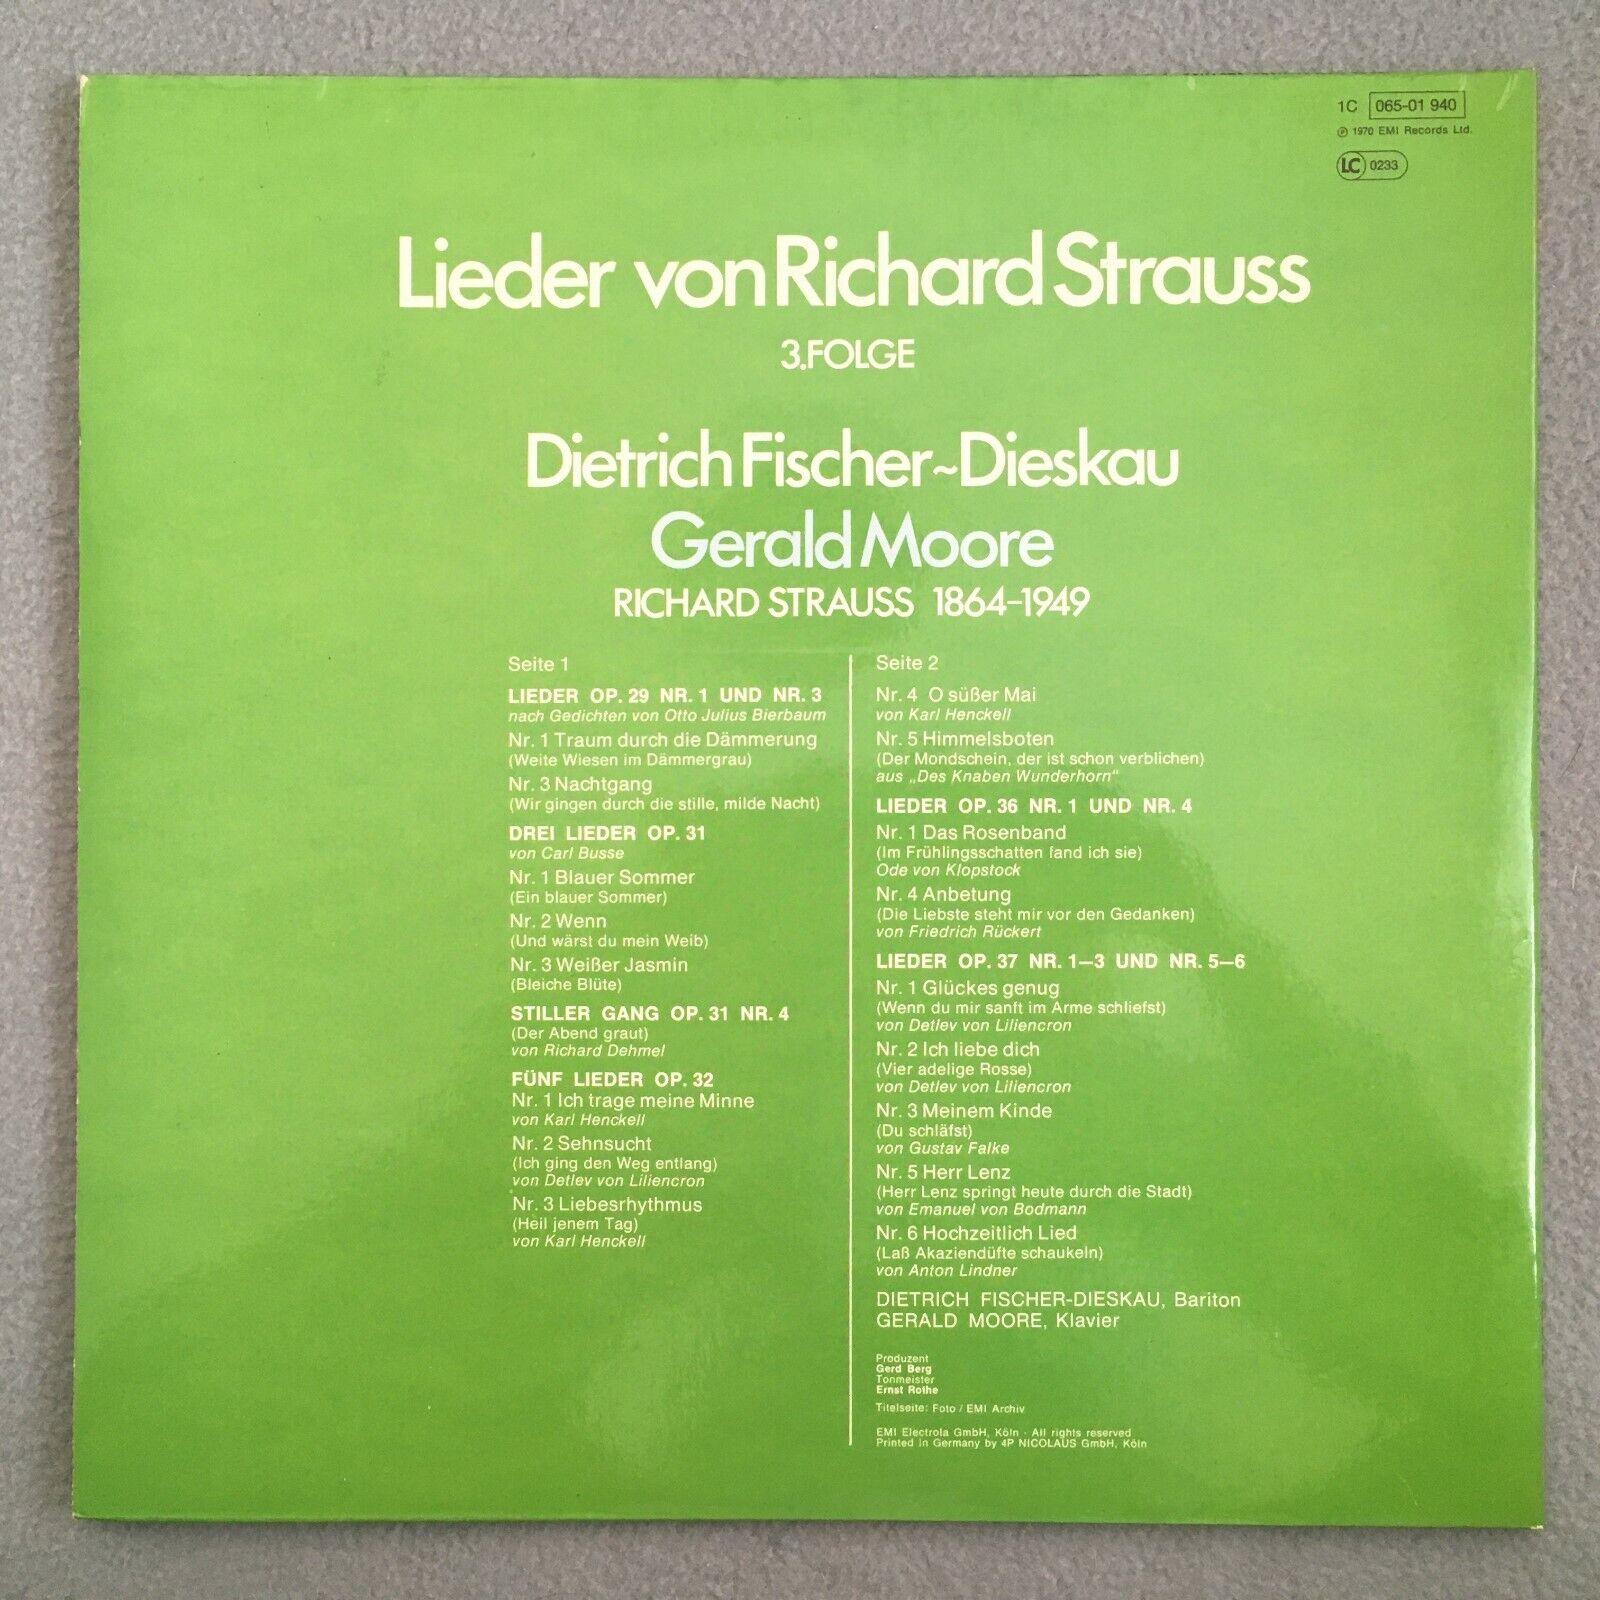 1C 065-01 940
℗ 1970 EMI Records Ltd.
LC 0233
Lieder von Richard Strauss
3.FOLGE
Dietrich Fischer~Dieskau
Gerald Moore
RICHARD STRAUSS 1864–1949
Seite 1
LIEDER OP. 29 NR. 1 UND NR. 3
nach Gedichten von Otto Julius Bierbaum
Nr. 1 Traum durch die Dämmerung
(Weite Wiesen im Dämmergrau)
Nr. 3 Nachtgang
(Wir gingen durch die stille, milde Nacht)
DREI LIEDER OP. 31
von Carl Busse
Nr. 1 Blauer Sommer
(Ein blauer Sommer)
Nr. 2 Wenn
(Und wärst du mein Weib)
Nr. 3 Weißer Jasmin
(Bleiche Blüte)
STILLER GANG OP. 31 NR. 4
(Der Abend graut)
von Richard Dehmel
FÜNF LIEDER OP. 32
Nr. 1 Ich trage meine Minne
von Karl Henckell
Nr. 2 Sehnsucht
(Ich ging den Weg entlang)
von Detlev von Liliencron
Nr. 3 Liebesrhythmus
(Heil jenem Tag)
von Karl Henckell
Seite 2
Nr. 4 O süßer Mai
von Karl Henckell
Nr. 5 Himmelsboten
(Der Mondschein, der ist schon verblichen)
aus „Des Knaben Wunderhorn“
LIEDER OP. 36 NR. 1 UND NR. 4
Nr. 1 Das Rosenband
(Im Frühlingsschatten fand ich sie)
Ode von Klopstock
Nr. 4 Anbetung
(Die Liebste steht mir vor den Gedanken)
von Friedrich Rückert
LIEDER OP. 37 NR. 1–3 UND NR. 5–6
Nr. 1 Glückes genug
(Wenn du mir sanft im Arme schliefst)
von Detlev von Liliencron
Nr. 2 Ich liebe dich
(Vier adelige Rosse)
von Detlev von Liliencron
Nr. 3 Meinem Kinde
(Du schläfst)
von Gustav Falke
Nr. 5 Herr Lenz
(Herr Lenz springt heute durch die Stadt)
von Emanuel von Bodmann
Nr. 6 Hochzeitlich Lied
(Laß Akaziendüfte schaukeln)
von Anton Lindner
DIETRICH FISCHER-DIESKAU, Bariton
GERALD MOORE, Klavier
Produzent
Gerd Berg
Tonmeister
Ernst Rothe
Titelseite: Foto / EMI Archiv
EMI Electrola GmbH, Köln · All rights reserved
Printed in Germany by 4P NICOLAUS GmbH, Köln